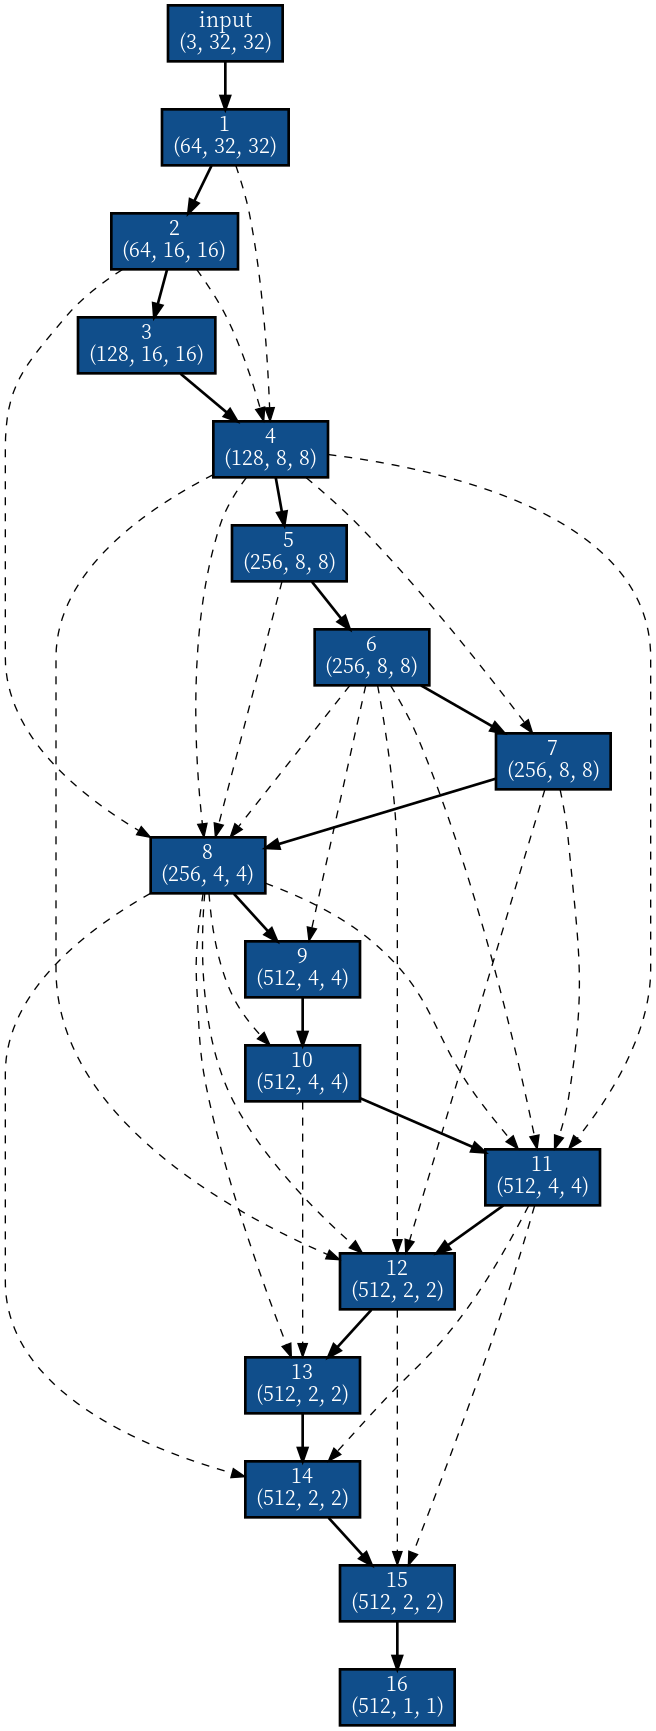 input
(3, 32, 32)
1
(64, 32, 32)
2
(64, 16, 16)
3
(128, 16, 16)
4
(128, 8, 8)
5
(256, 8, 8)
6
(256, 8, 8)
7
(256, 8, 8)
8
(256, 4, 4)
9
(512, 4, 4)
10
(512, 4, 4)
11
(512, 4, 4)
12
(512, 2, 2)
13
(512, 2, 2)
14
(512, 2, 2)
15
(512, 2, 2)
16
(512, 1, 1)